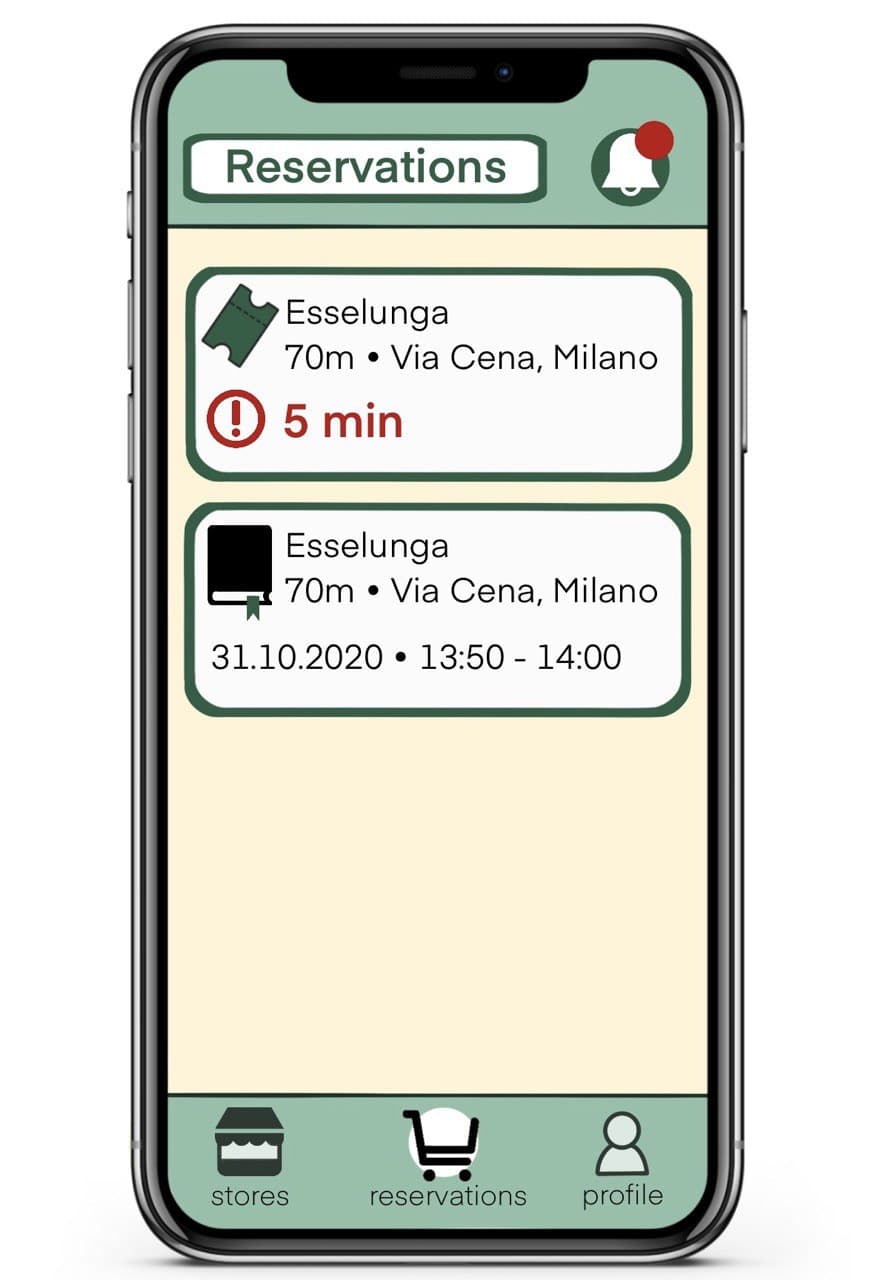 Reservations
Esselunga
70m • Via Cena, Milano
5 min
Esselunga
70m • Via Cena, Milano
31.10.2020 • 13:50 - 14:00
stores
reservations
profile